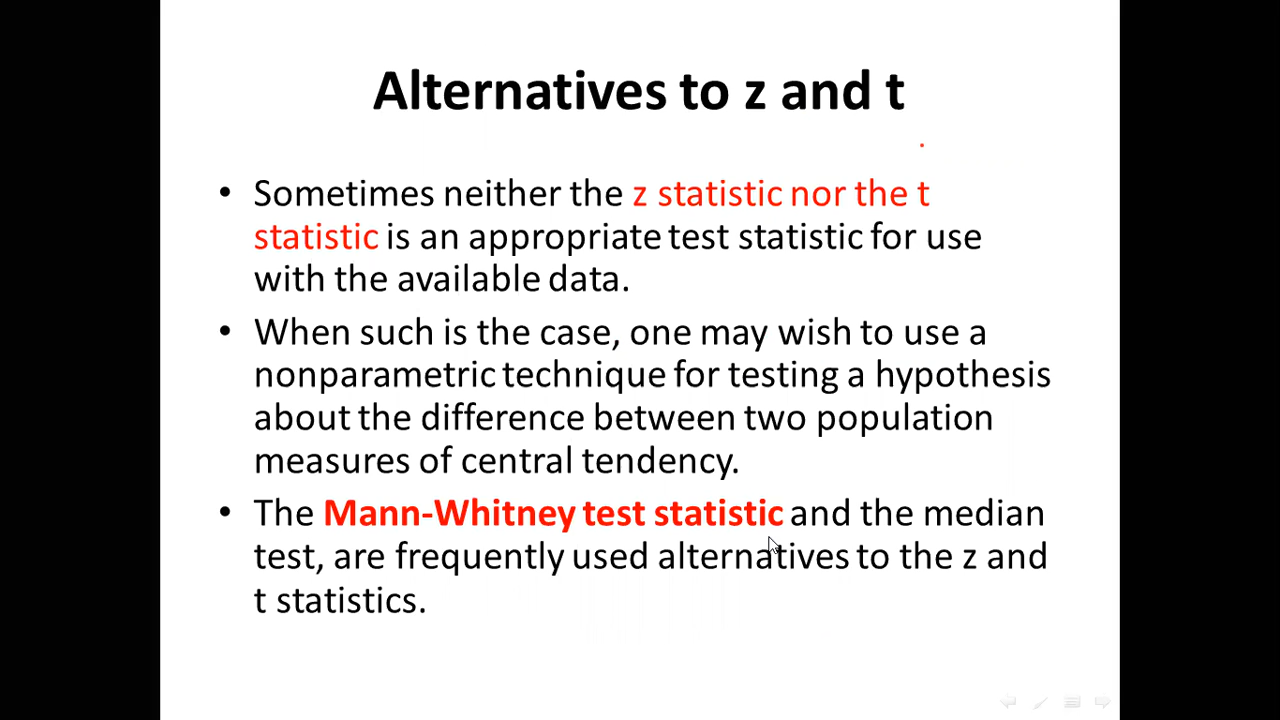 Alternatives to z and t
• Sometimes neither the z statistic nor the t
statistic is an appropriate test statistic for use
with the available data.
• When such is the case, one may wish to use a
nonparametric technique for testing a hypothesis
about the difference between two population
measures of central tendency.
• The Mann-Whitney test statistic and the median
test, are frequently used alternatives to the z and
t statistics.